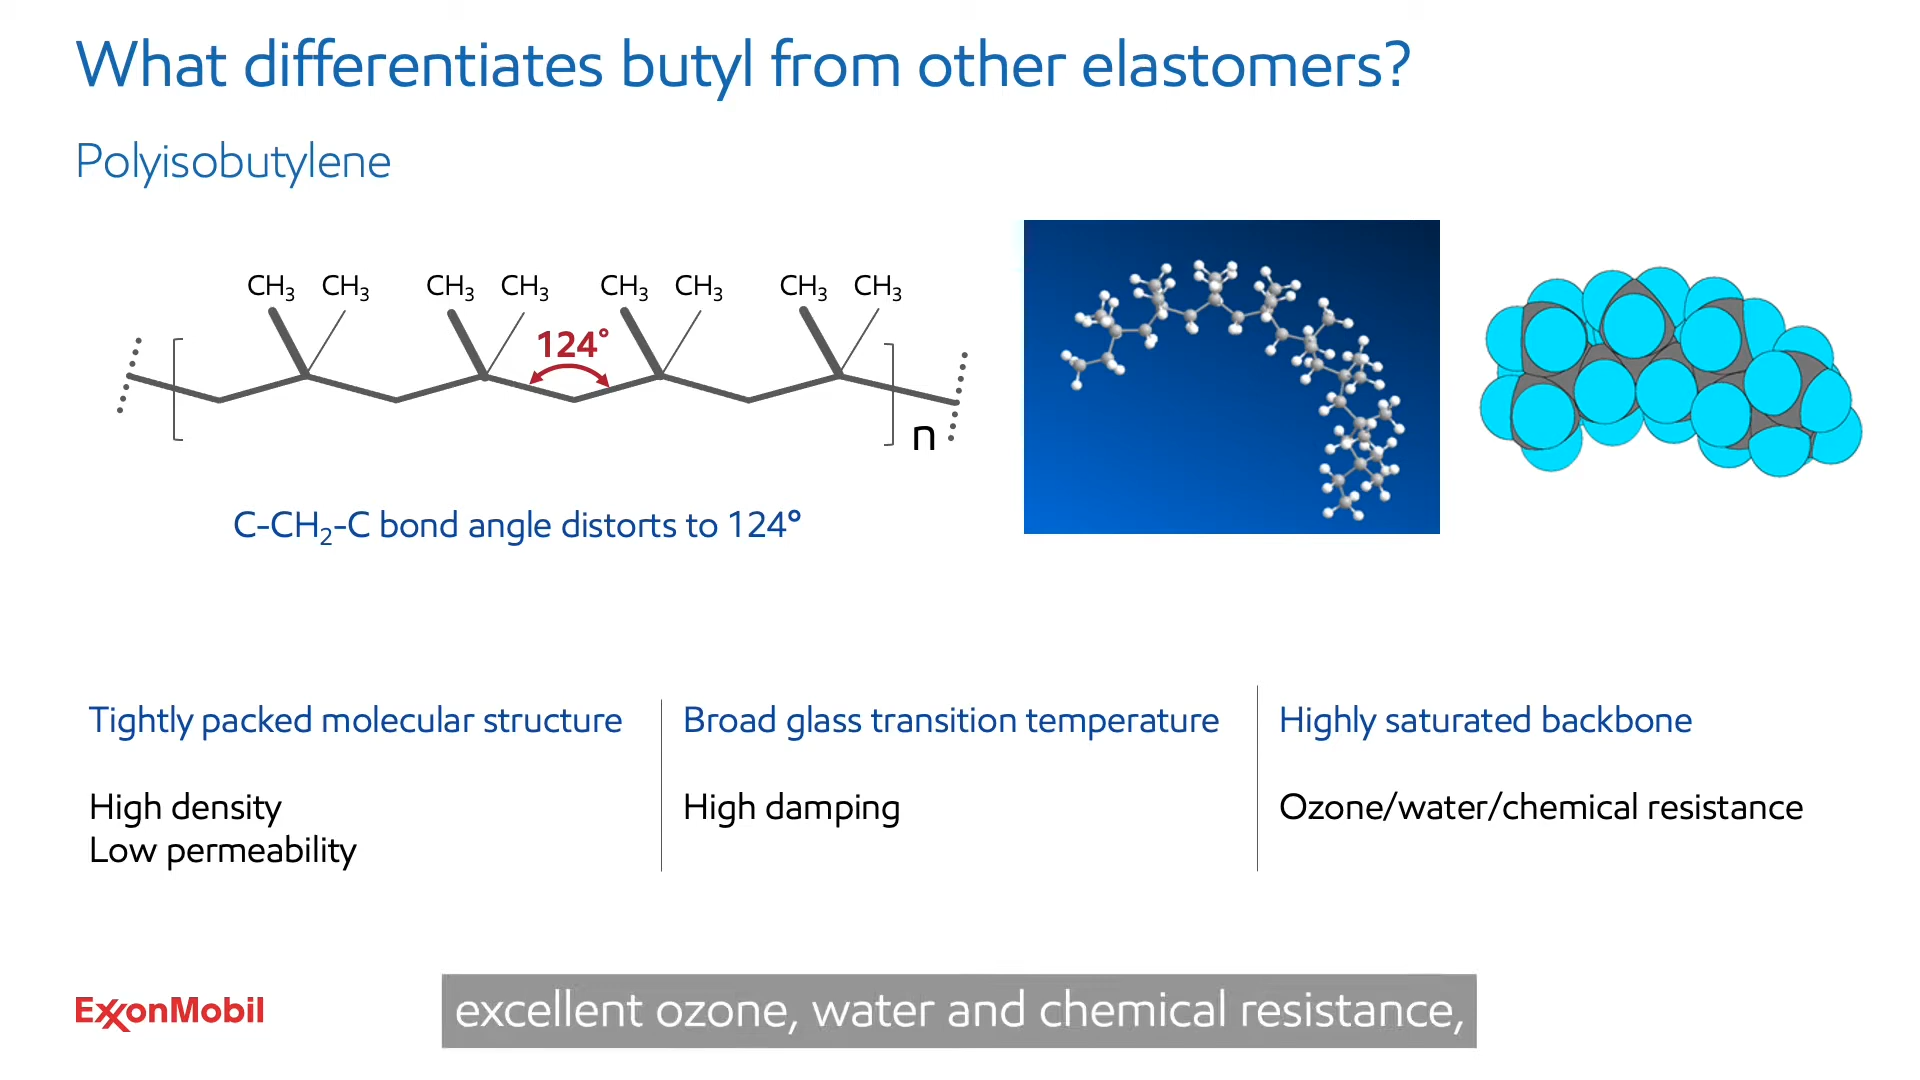 What differentiates butyl from other elastomers?
Polyisobutylene
CH3 CH3 CH3 CH3 CH3 CH3 CH3 CH3
124°
n
C-CH2-C bond angle distorts to 124°
Tightly packed molecular structure
High density
Low permeability
Broad glass transition temperature
High damping
Highly saturated backbone
Ozone/water/chemical resistance
ExxonMobil
excellent ozone, water and chemical resistance,